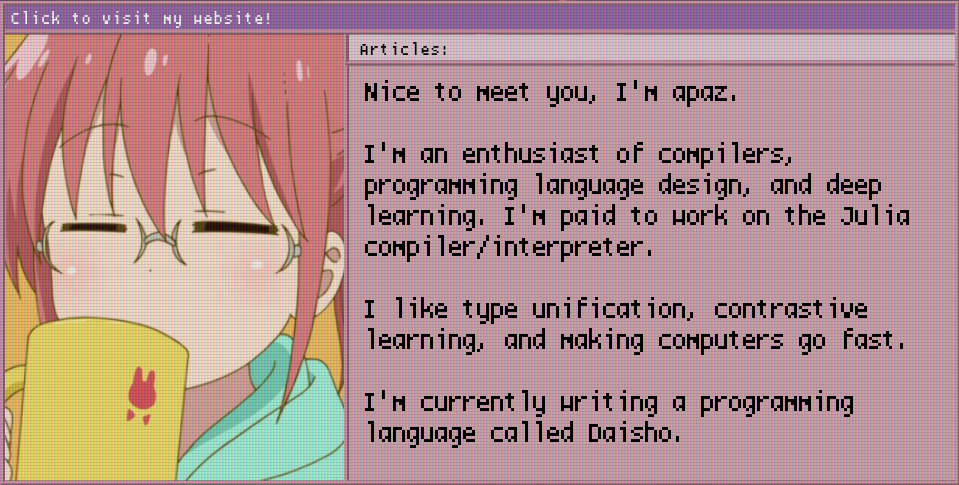 Click to visit my website!
Articles:
Nice to meet you, I'm apaz.
I'm an enthusiast of compilers,
programming language design, and deep
learning. I'm paid to work on the Julia
compiler/interpreter.
I like type unification, contrastive
learning, and making computers go fast.
I'm currently writing a programming
language called Daisho.